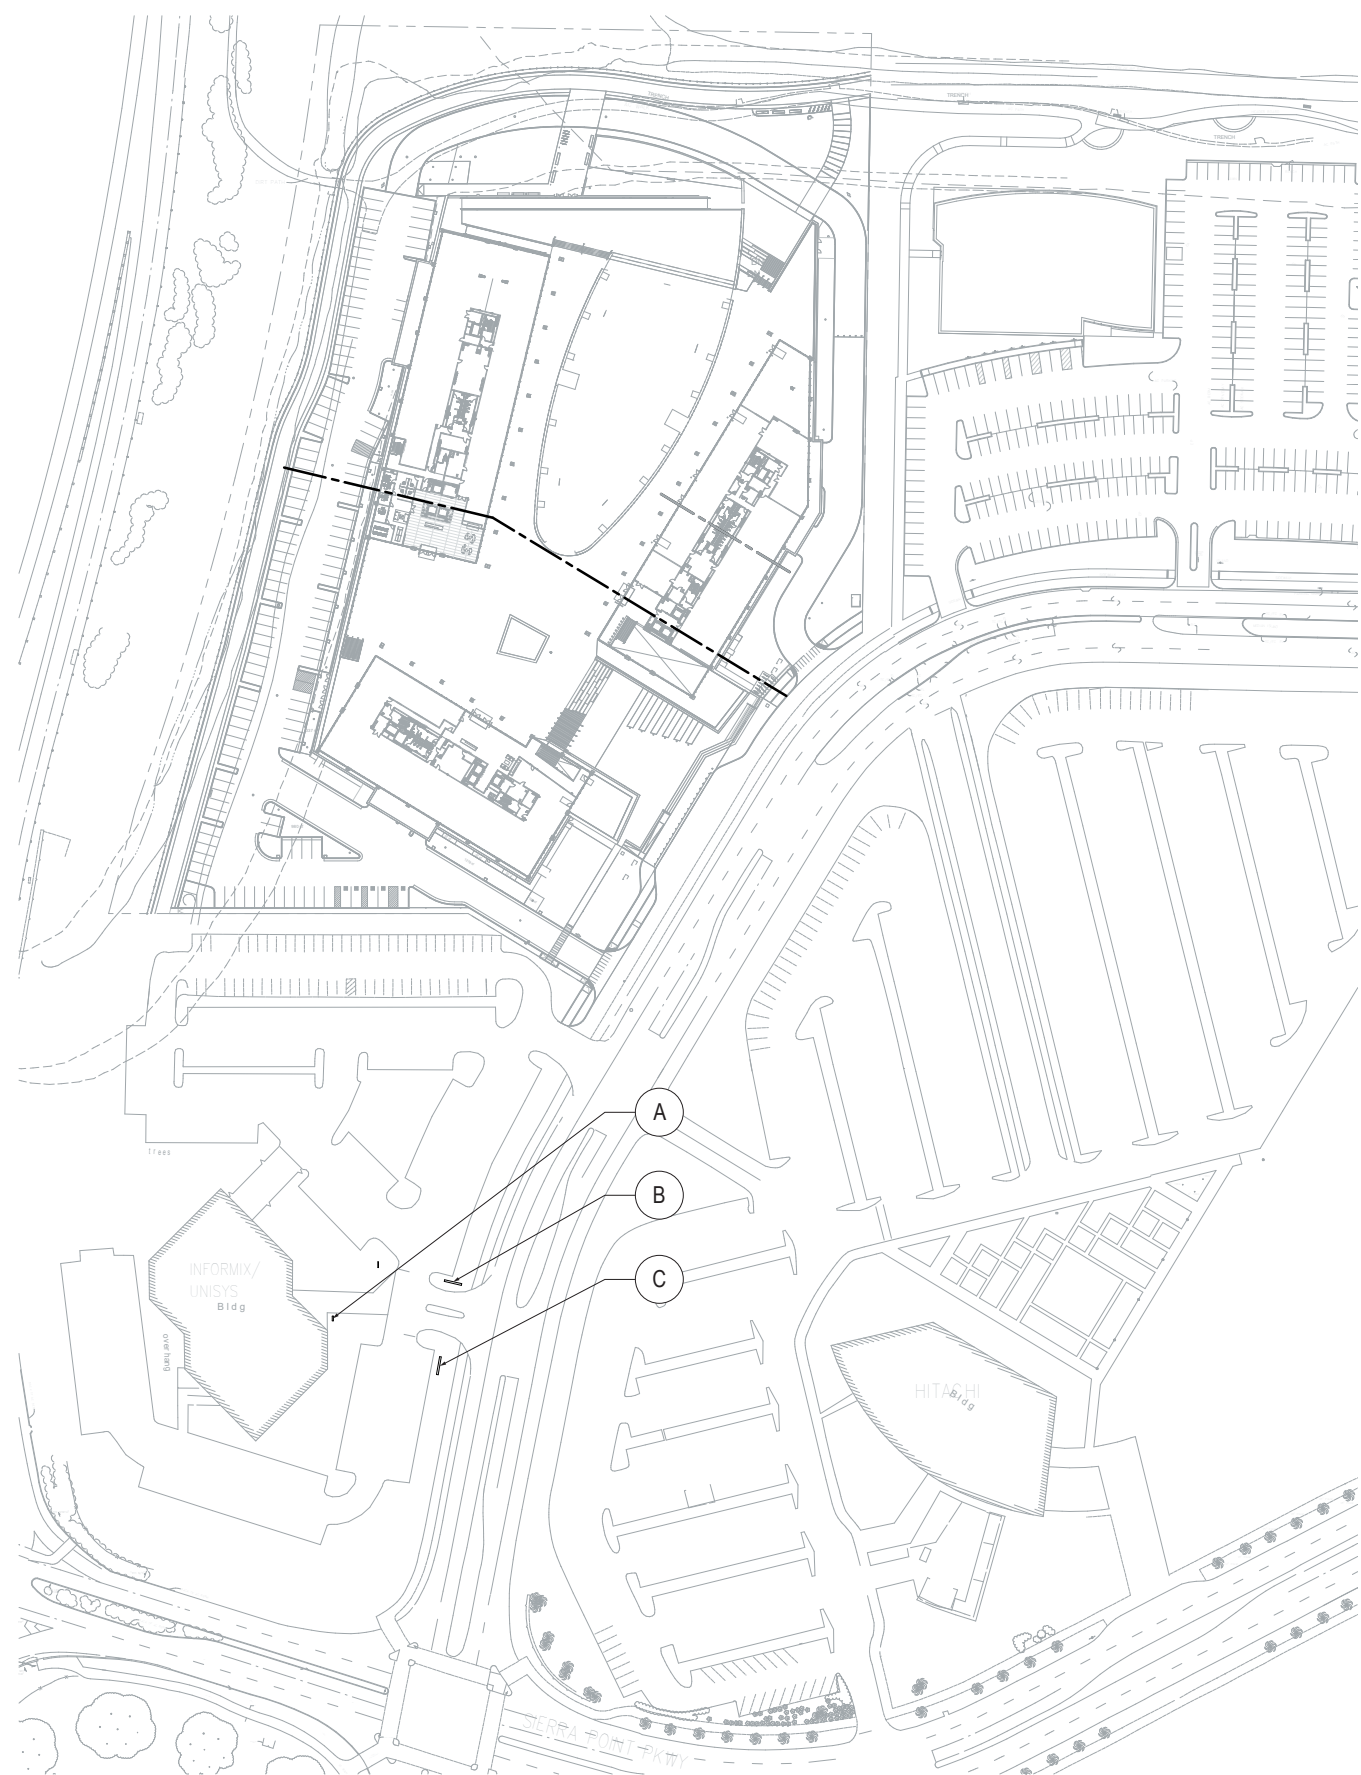 TRENCH
TRENCH
TRENCH
A
B
trees
C
INFORMIX/
UNISYS
Bldg
overhang
HITACHI
Bldg
SIERRA POINT PKWY